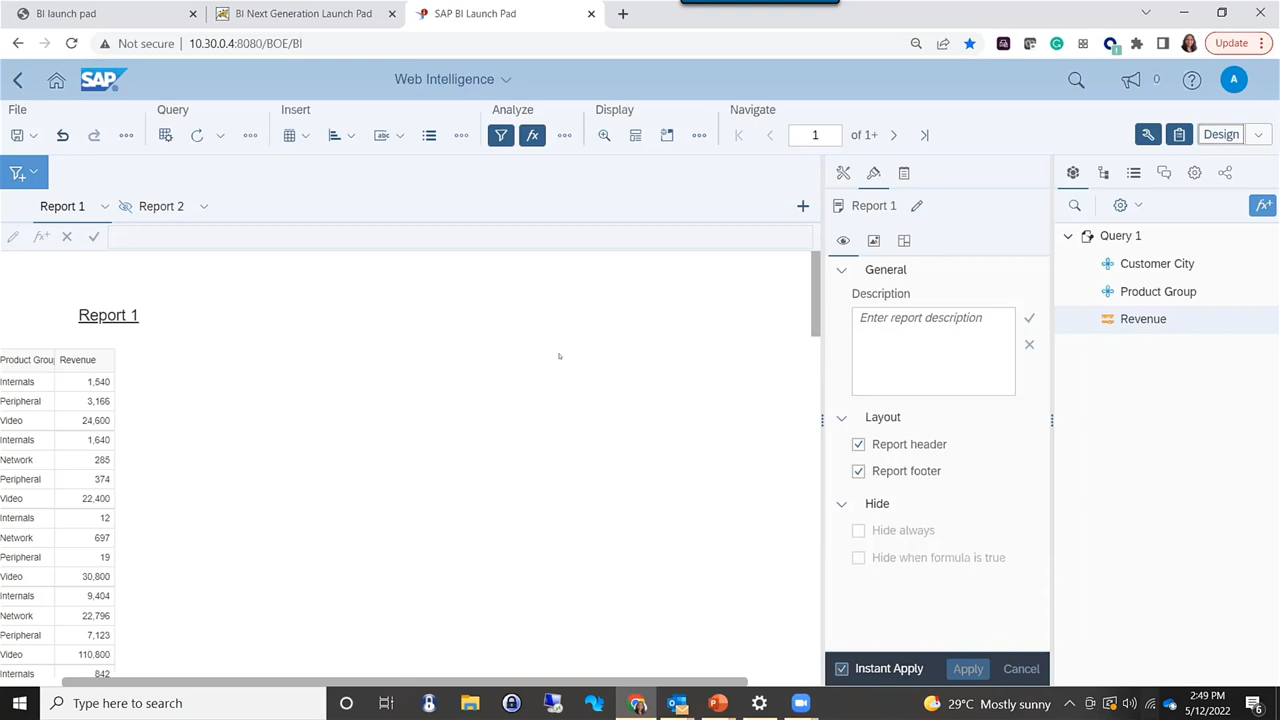 BI launch pad
BI Next Generation Launch Pad
SAP BI Launch Pad
Not secure
10.30.0.4:8080/BOE/BI
Update
SAP
Web Intelligence
0
A
File
Query
Insert
Analyze
Display
Navigate
abc
fx
1
of 1+
Design
Report 1
Report 2
Report 1
fx+
fx+
Query 1
General
Customer City
Description
Product Group
Report 1
Enter report description
Revenue
Product Grou
Revenue
Internals
1,540
Peripheral
3,166
Video
24,600
Layout
Internals
1,640
Report header
Network
285
Report footer
Peripheral
374
Video
22,400
Hide
Internals
12
Hide always
Network
697
Peripheral
19
Hide when formula is true
Video
30,800
Internals
9,404
Network
22,796
Peripheral
7,123
Video
110,800
Internals
842
Instant Apply
Apply
Cancel
Type here to search
29°C Mostly sunny
2:49 PM
5/12/2022
6